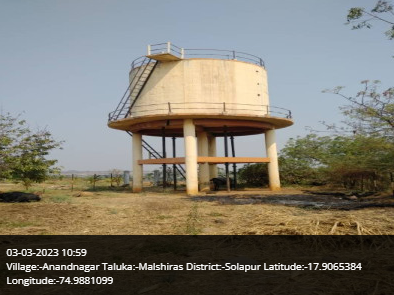 03-03-2023 10:59
Village:-Anandnagar Taluka:-Malshiras District:-Solapur Latitude:-17.9065384
Longitude:-74.9881099